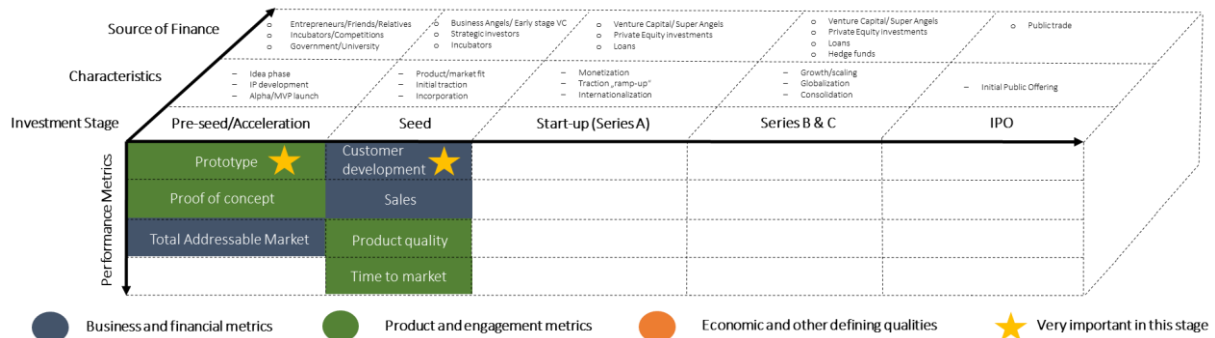 Source of Finance
o Entrepreneurs/Friends/Relatives
o Incubators/Competitions
o Government/University
o Business Angels/ Early stage VC
o Strategic investors
o Incubators
o Venture Capital/ Super Angels
o Private Equity investments
o Loans
o Venture Capital/ Super Angels
o Private Equity investments
o Loans
o Hedge funds
o Public trade
Characteristics
– Idea phase
– IP development
– Alpha/MVP launch
– Product/market fit
– Initial traction
– Incorporation
– Monetization
– Traction „ramp-up"
– Internationalization
– Growth/scaling
– Globalization
– Consolidation
– Initial Public Offering
Investment Stage
Pre-seed/Acceleration
Seed
Start-up (Series A)
Series B & C
IPO
Performance Metrics
Prototype
Customer
development
Proof of concept
Sales
Total Addressable Market
Product quality
Time to market
Business and financial metrics
Product and engagement metrics
Economic and other defining qualities
Very important in this stage